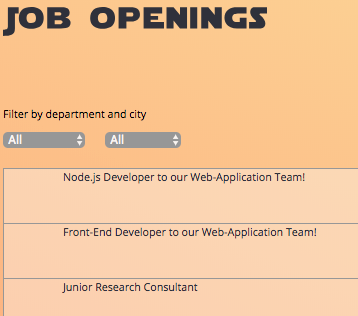 JOB OPENINGS
Filter by department and city
All All
Node.js Developer to our Web-Application Team!
Front-End Developer to our Web-Application Team!
Junior Research Consultant